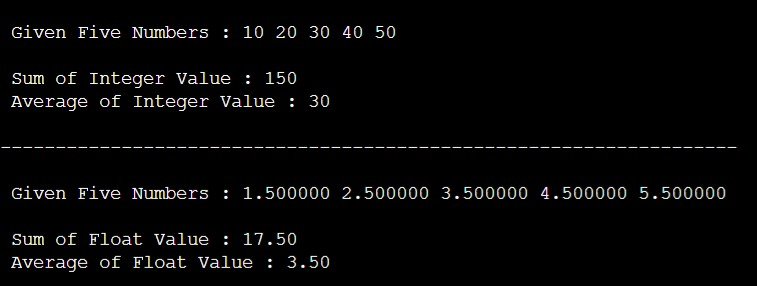 Given Five Numbers : 10 20 30 40 50
Sum of Integer Value : 150
Average of Integer Value : 30
-------------------------------------------------------------------
Given Five Numbers : 1.500000 2.500000 3.500000 4.500000 5.500000
Sum of Float Value : 17.50
Average of Float Value : 3.50